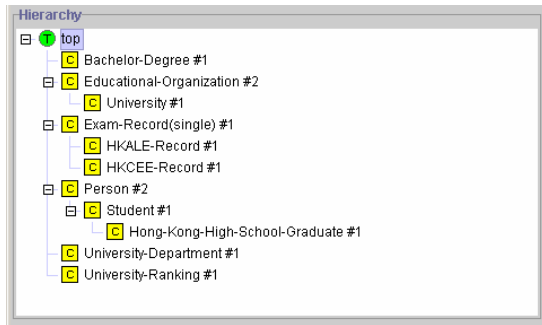 Hierarchy
T top
C Bachelor-Degree #1
C Educational-Organization #2
C University #1
C Exam-Record(single) #1
C HKALE-Record #1
C HKCEE-Record #1
C Person #2
C Student #1
C Hong-Kong-High-School-Graduate #1
C University-Department #1
C University-Ranking #1